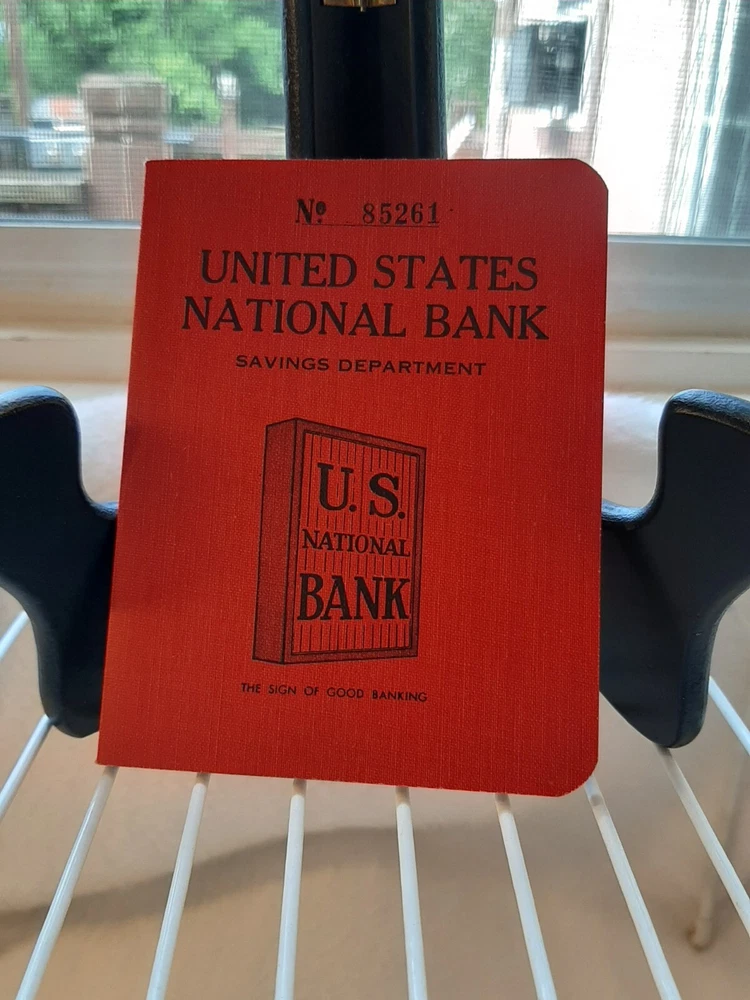 Nº 85261
UNITED STATES
NATIONAL BANK
SAVINGS DEPARTMENT
U.S.
NATIONAL
BANK
THE SIGN OF GOOD BANKING